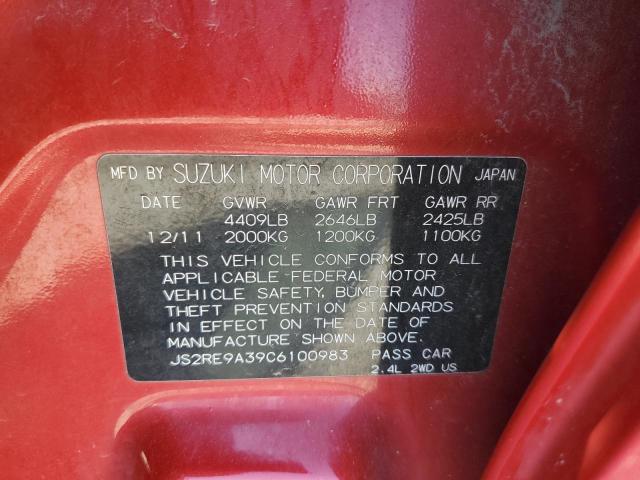 MFD BY SUZUKI MOTOR CORPORATION JAPAN
DATE GVWR GAWR FRT GAWR RR
4409LB 2646LB 2425LB
12/11 2000KG 1200KG 1100KG
THIS VEHICLE CONFORMS TO ALL
APPLICABLE FEDERAL MOTOR
VEHICLE SAFETY, BUMPER AND
THEFT PREVENTION STANDARDS
IN EFFECT ON THE DATE OF
MANUFACTURE SHOWN ABOVE.
JS2RE9A39C6100983 PASS CAR
2.4L 2WD US